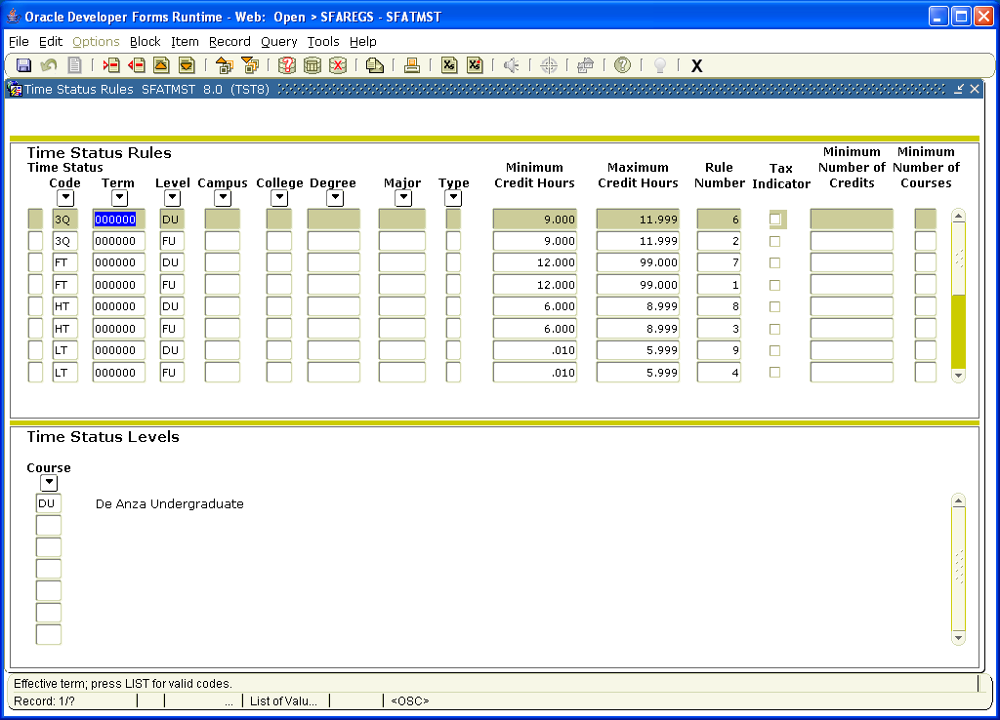 Oracle Developer Forms Runtime - Web: Open > SFAREGS - SFATMST
File Edit Options Block Item Record Query Tools Help
X
Time Status Rules SFATMST 8.0 (TST8)
Time Status Rules
Time Status
Code Term Level Campus College Degree Major Type Minimum Credit Hours Maximum Credit Hours Rule Number Tax Indicator Minimum Number of Credits Minimum Number of Courses
3Q 000000 DU 9.000 11.999 6
3Q 000000 FU 9.000 11.999 2
FT 000000 DU 12.000 99.000 7
FT 000000 FU 12.000 99.000 1
HT 000000 DU 6.000 8.999 8
HT 000000 FU 6.000 8.999 3
LT 000000 DU .010 5.999 9
LT 000000 FU .010 5.999 4
Time Status Levels
Course
DU De Anza Undergraduate
Effective term; press LIST for valid codes.
Record: 1/? ... List of Valu... <OSC>